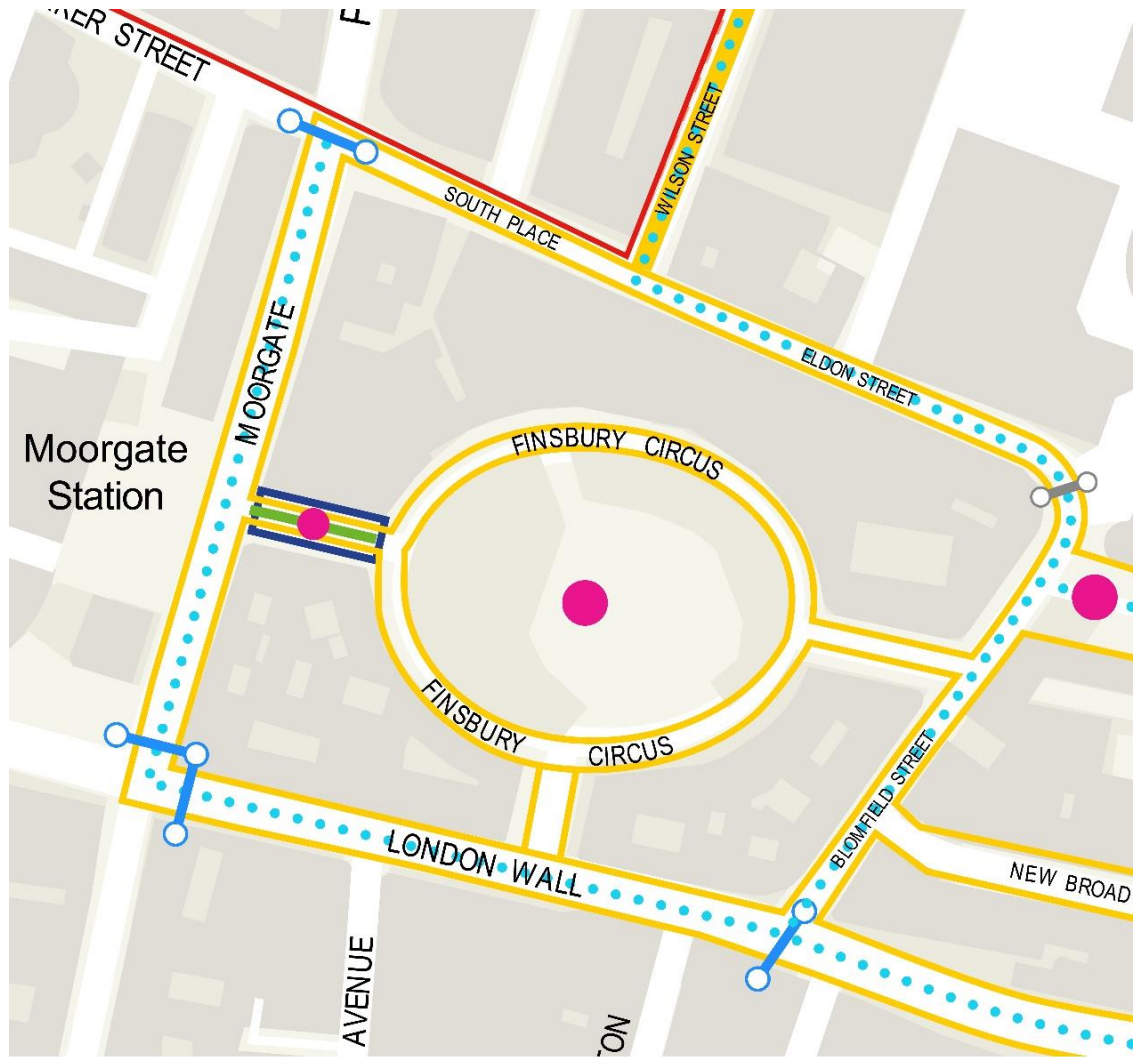 STREET
WILSON STREET
SOUTH PLACE
MOORGATE
ELDON STREET
Moorgate
Station
FINSBURY CIRCUS
FINSBURY CIRCUS
BLOMFIELD STREET
LONDON WALL
NEW BROAD
AVENUE